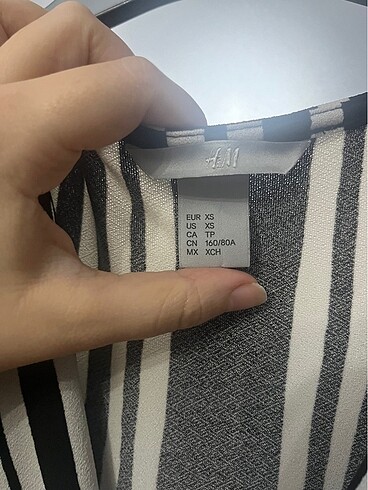 H&M
EUR XS
US XS
CA TP
CN 160/80A
MX XCH